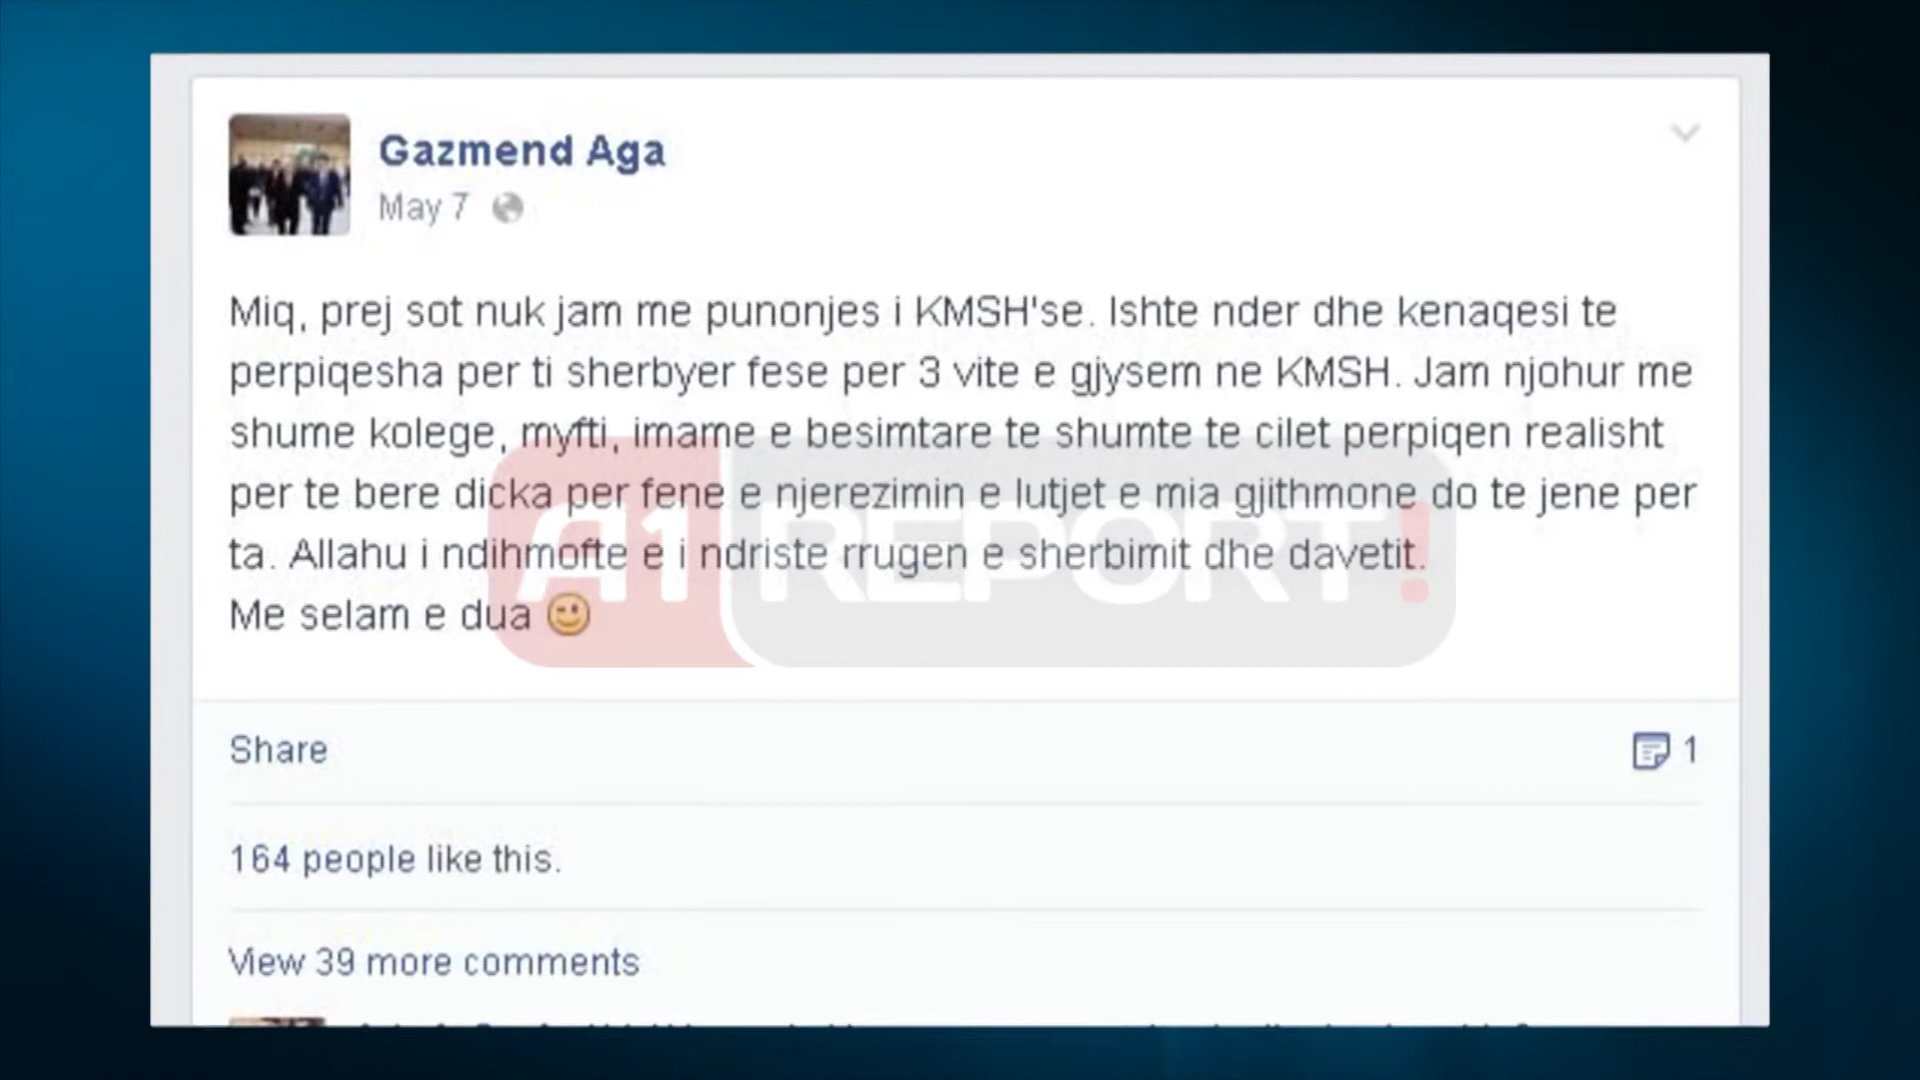 Gazmend Aga
May 7
Miq, prej sot nuk jam me punonjes i KMSH'se. Ishte nder dhe kenaqesi te
perpiqesha per ti sherbyer fese per 3 vite e gjysem ne KMSH. Jam njohur me
shume kolege, myfti, imame e besimtare te shumte te cilet perpiqen realisht
per te bere dicka per fene e njerezimin e lutjet e mia gjithmone do te jene per
ta. Allahu i ndihmofte e i ndriste rrugen e sherbimit dhe davetit.
Me selam e dua
A1 REPORT!
Share
1
164 people like this.
View 39 more comments